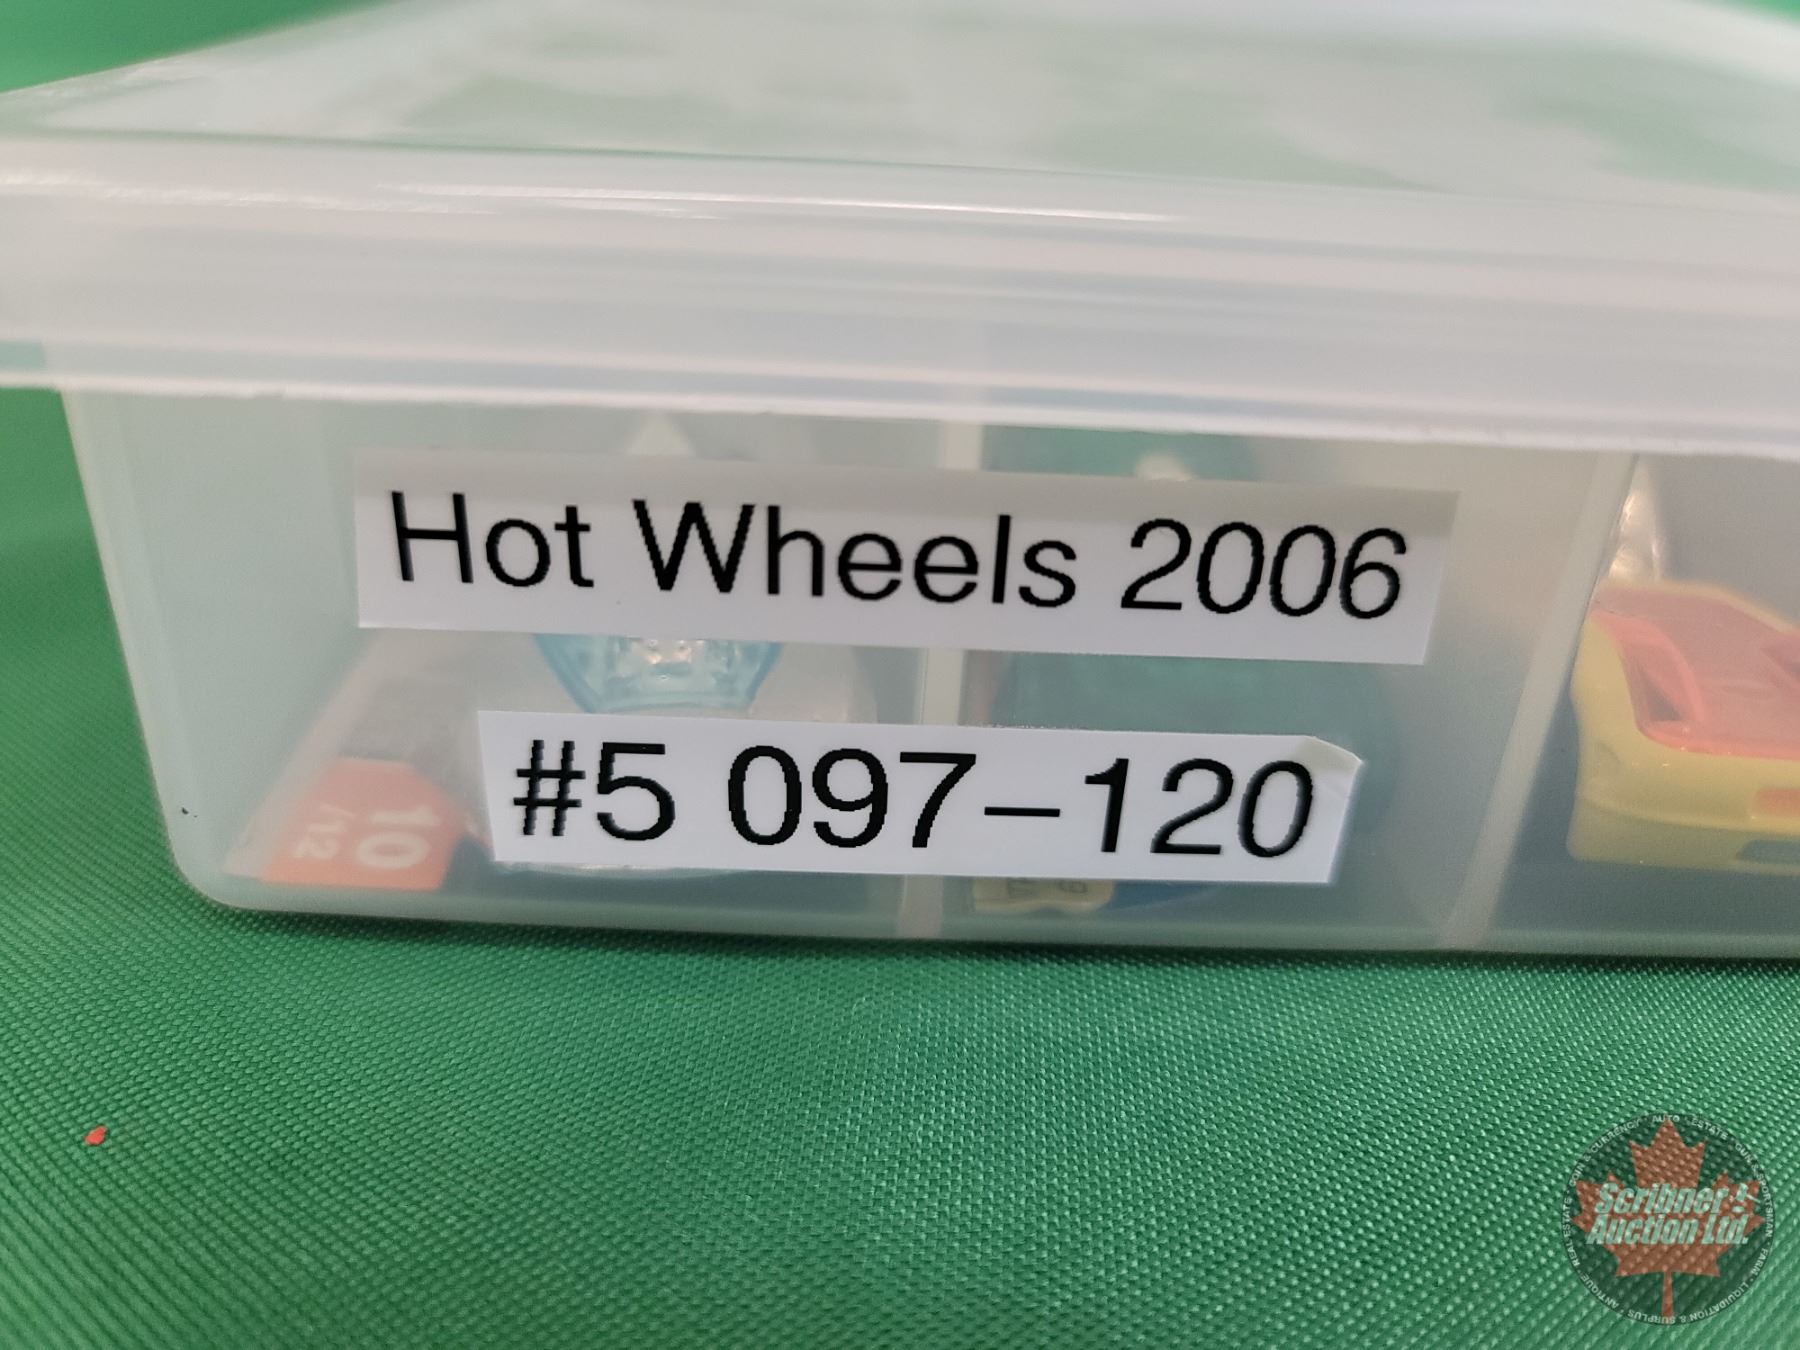 Hot Wheels 2006
#5 097-120
10
/12
Scribner
Auction Ltd.